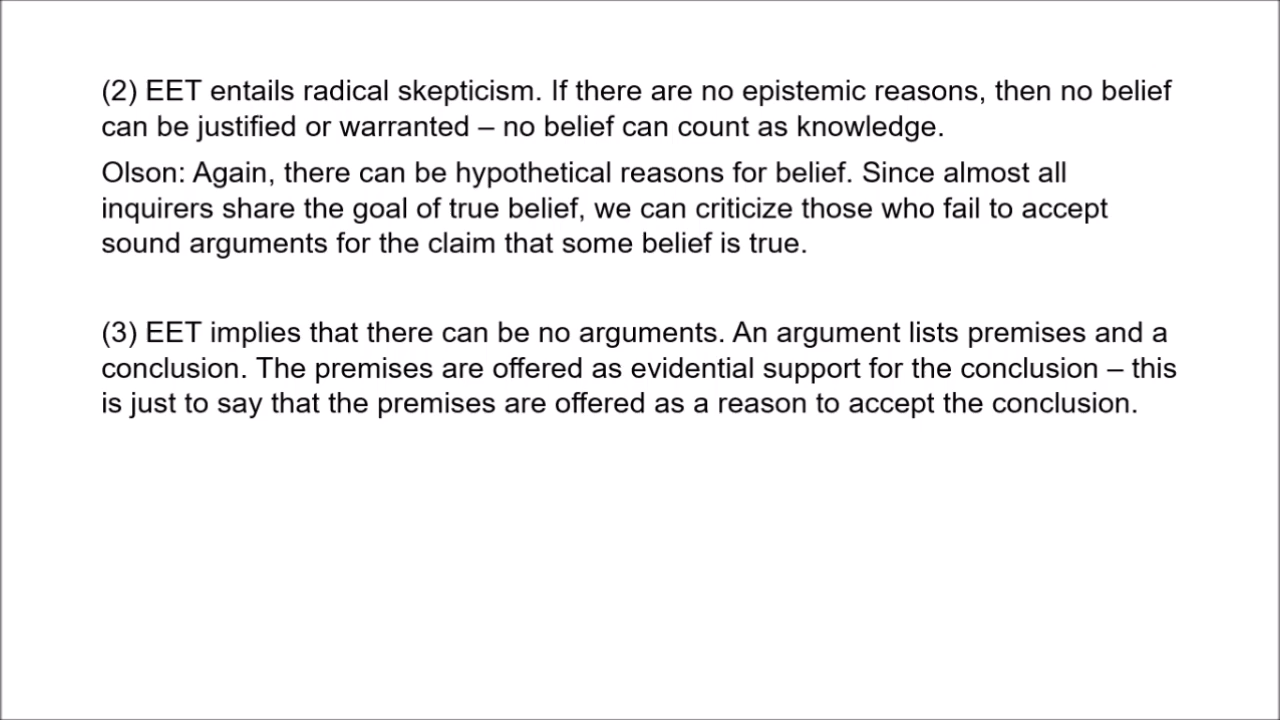 (2) EET entails radical skepticism. If there are no epistemic reasons, then no belief
can be justified or warranted – no belief can count as knowledge.
Olson: Again, there can be hypothetical reasons for belief. Since almost all
inquirers share the goal of true belief, we can criticize those who fail to accept
sound arguments for the claim that some belief is true.
(3) EET implies that there can be no arguments. An argument lists premises and a
conclusion. The premises are offered as evidential support for the conclusion – this
is just to say that the premises are offered as a reason to accept the conclusion.